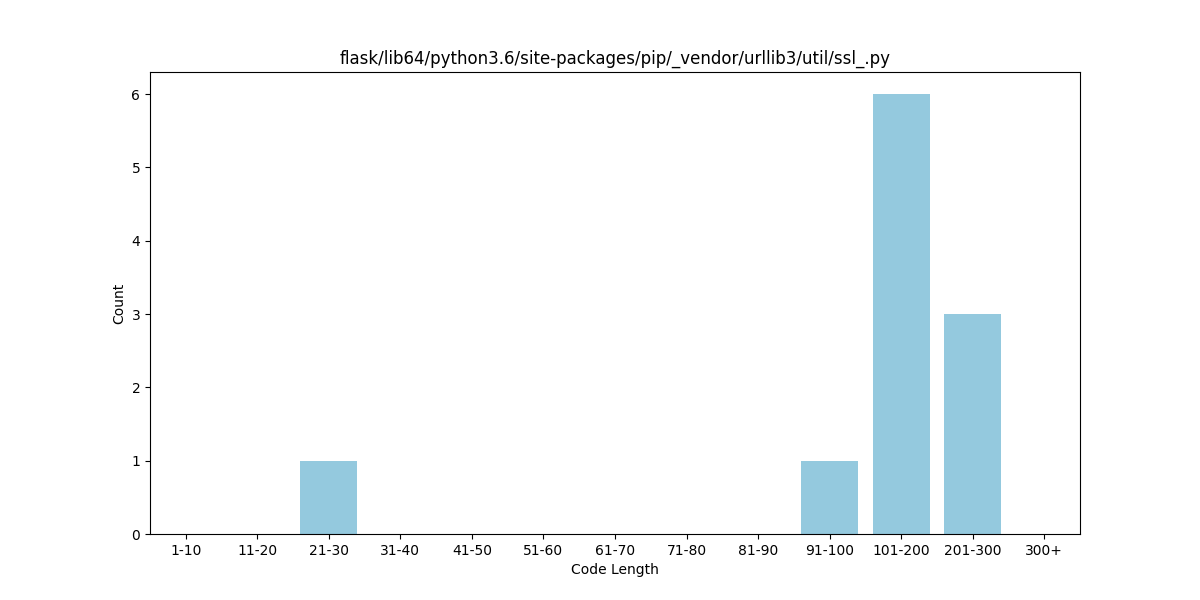 flask/lib64/python3.6/site-packages/pip/_vendor/urllib3/util/ssl_.py
6
5
4
3
2
1
0
Count
1-10 11-20 21-30 31-40 41-50 51-60 61-70 71-80 81-90 91-100 101-200 201-300 300+
Code Length